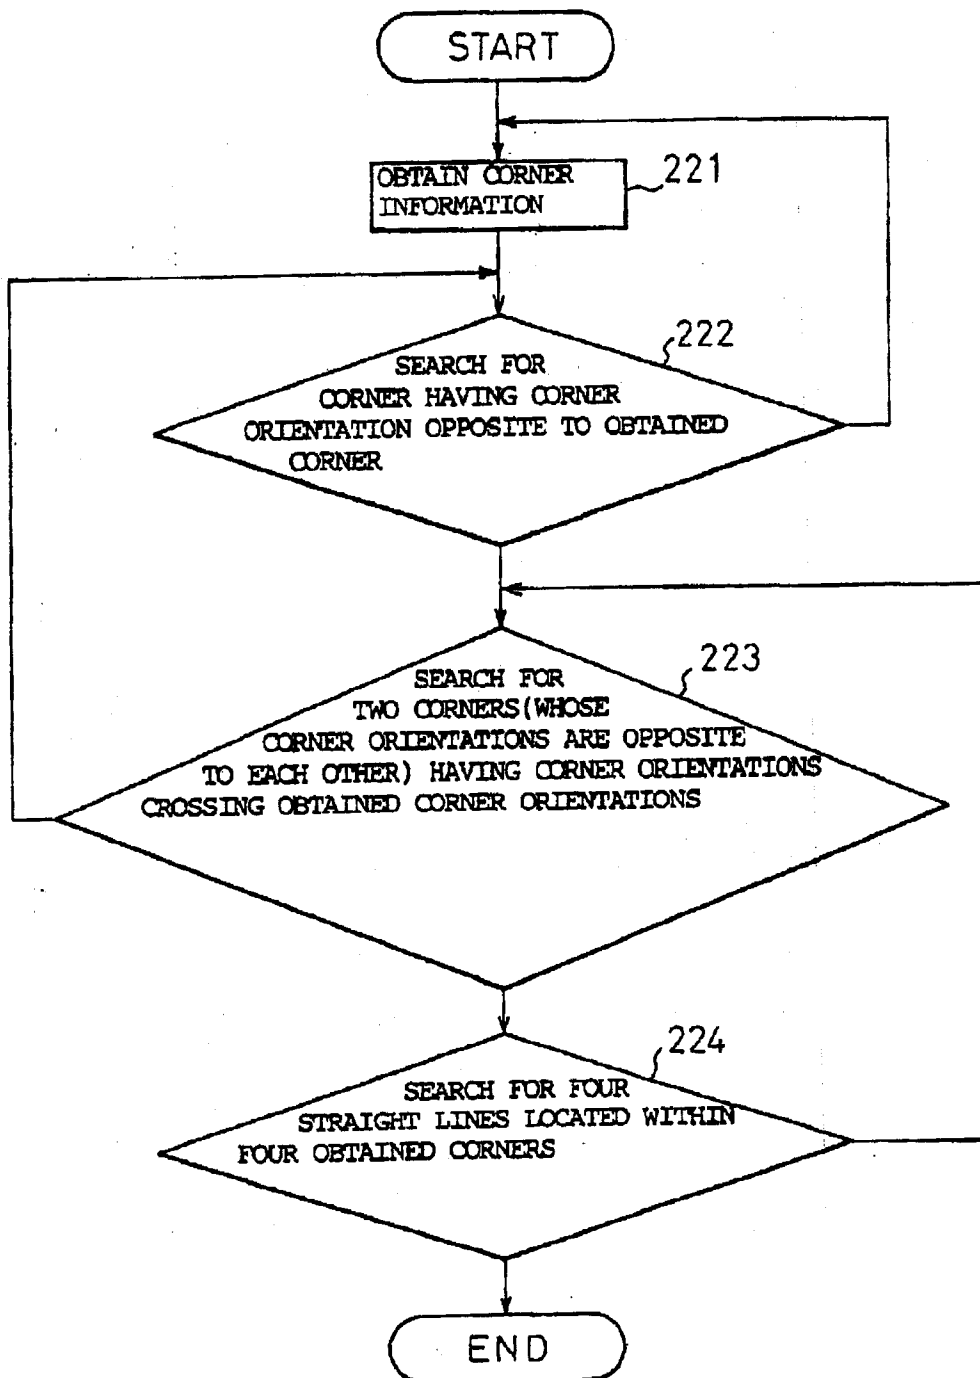 START
OBTAIN CORNER
INFORMATION
221
222
SEARCH FOR
CORNER HAVING CORNER
ORIENTATION OPPOSITE TO OBTAINED
CORNER
223
SEARCH FOR
TWO CORNERS(WHOSE
CORNER ORIENTATIONS ARE OPPOSITE
TO EACH OTHER) HAVING CORNER ORIENTATIONS
CROSSING OBTAINED CORNER ORIENTATIONS
224
SEARCH FOR FOUR
STRAIGHT LINES LOCATED WITHIN
FOUR OBTAINED CORNERS
END